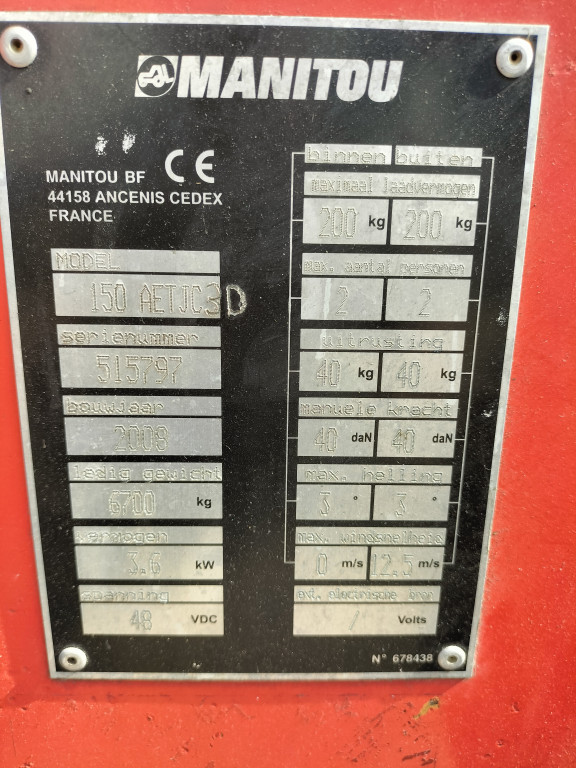 MANITOU
MANITOU BF CE
44158 ANCENIS CEDEX
FRANCE
MODEL
150 AETJC3D
serienummer
515797
bouwjaar
2008
ledig gewicht
6700 kg
vermogen
3.6 kW
spanning
48 VDC
binnen buiten
maximaal laadvermogen
200 kg 200 kg
max. aantal personen
2 2
uitrusting
40 kg 40 kg
manuele kracht
40 daN 40 daN
max. helling
3 ° 3 °
max. windsnelheid
0 m/s 12.5 m/s
ext. electrische bron
/ Volts
N° 678438